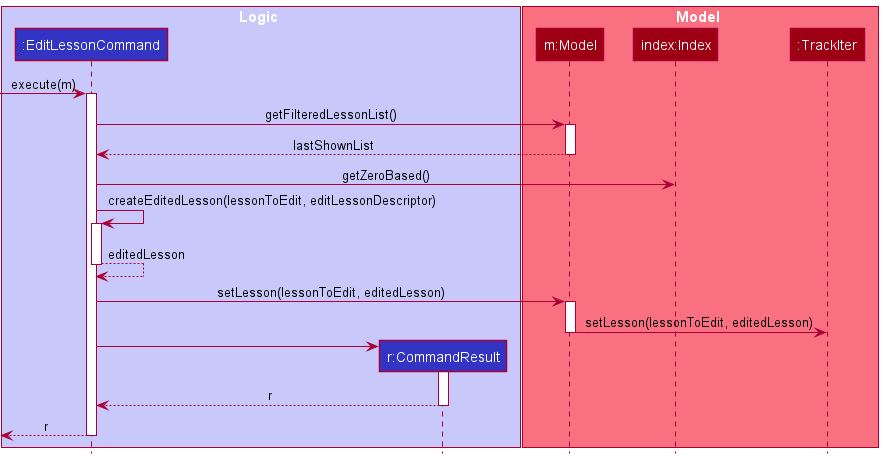 Logic
Model
:EditLessonCommand
m:Model
index:Index
:TrackIter
execute(m)
getFilteredLessonList()
lastShownList
getZeroBased()
createEditedLesson(lessonToEdit, editLessonDescriptor)
editedLesson
setLesson(lessonToEdit, editedLesson)
setLesson(lessonToEdit, editedLesson)
r:CommandResult
r
r